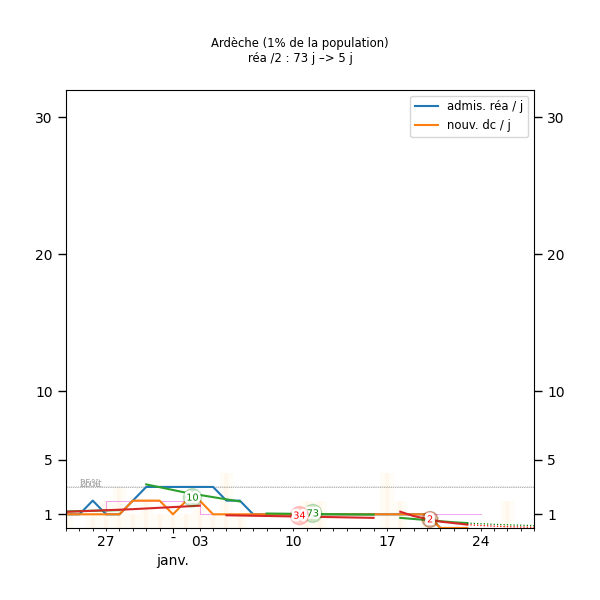 Ardèche (1% de la population)
réa /2 : 73 j –> 5 j
admis. réa / j
nouv. dc / j
30 30
20 20
10 10
5 5
1 1
10
34 73
2
27 - 03 10 17 24
janv.